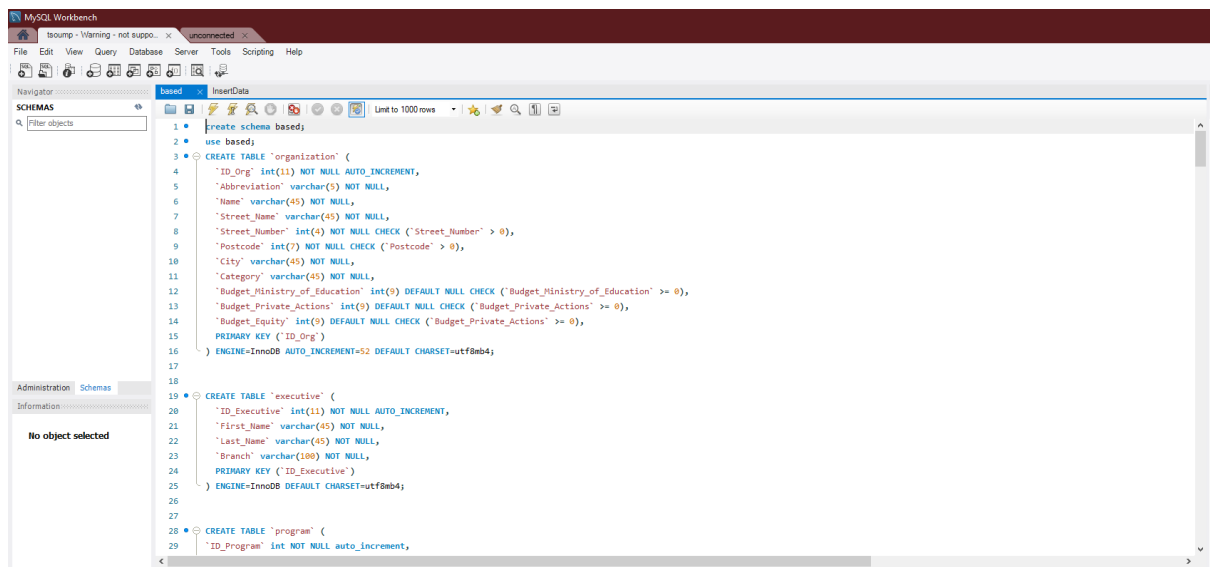 MySQL Workbench
tsoump - Warning - not suppo... × unconnected ×
File Edit View Query Database Server Tools Scripting Help
Navigator
SCHEMAS
Filter objects
Administration Schemas
Information
No object selected
based × InsertData
Limit to 1000 rows
1 create schema based;
2 use based;
3 CREATE TABLE `organization` (
4 `ID_Org` int(11) NOT NULL AUTO_INCREMENT,
5 `Abbreviation` varchar(5) NOT NULL,
6 `Name` varchar(45) NOT NULL,
7 `Street_Name` varchar(45) NOT NULL,
8 `Street_Number` int(4) NOT NULL CHECK (`Street_Number` > 0),
9 `Postcode` int(7) NOT NULL CHECK (`Postcode` > 0),
10 `City` varchar(45) NOT NULL,
11 `Category` varchar(45) NOT NULL,
12 `Budget_Ministry_of_Education` int(9) DEFAULT NULL CHECK (`Budget_Ministry_of_Education` >= 0),
13 `Budget_Private_Actions` int(9) DEFAULT NULL CHECK (`Budget_Private_Actions` >= 0),
14 `Budget_Equity` int(9) DEFAULT NULL CHECK (`Budget_Private_Actions` >= 0),
15 PRIMARY KEY (`ID_Org`)
16 ) ENGINE=InnoDB AUTO_INCREMENT=52 DEFAULT CHARSET=utf8mb4;
17
18
19 CREATE TABLE `executive` (
20 `ID_Executive` int(11) NOT NULL AUTO_INCREMENT,
21 `First_Name` varchar(45) NOT NULL,
22 `Last_Name` varchar(45) NOT NULL,
23 `Branch` varchar(100) NOT NULL,
24 PRIMARY KEY (`ID_Executive`)
25 ) ENGINE=InnoDB DEFAULT CHARSET=utf8mb4;
26
27
28 CREATE TABLE `program` (
29 `ID_Program` int NOT NULL auto_increment,